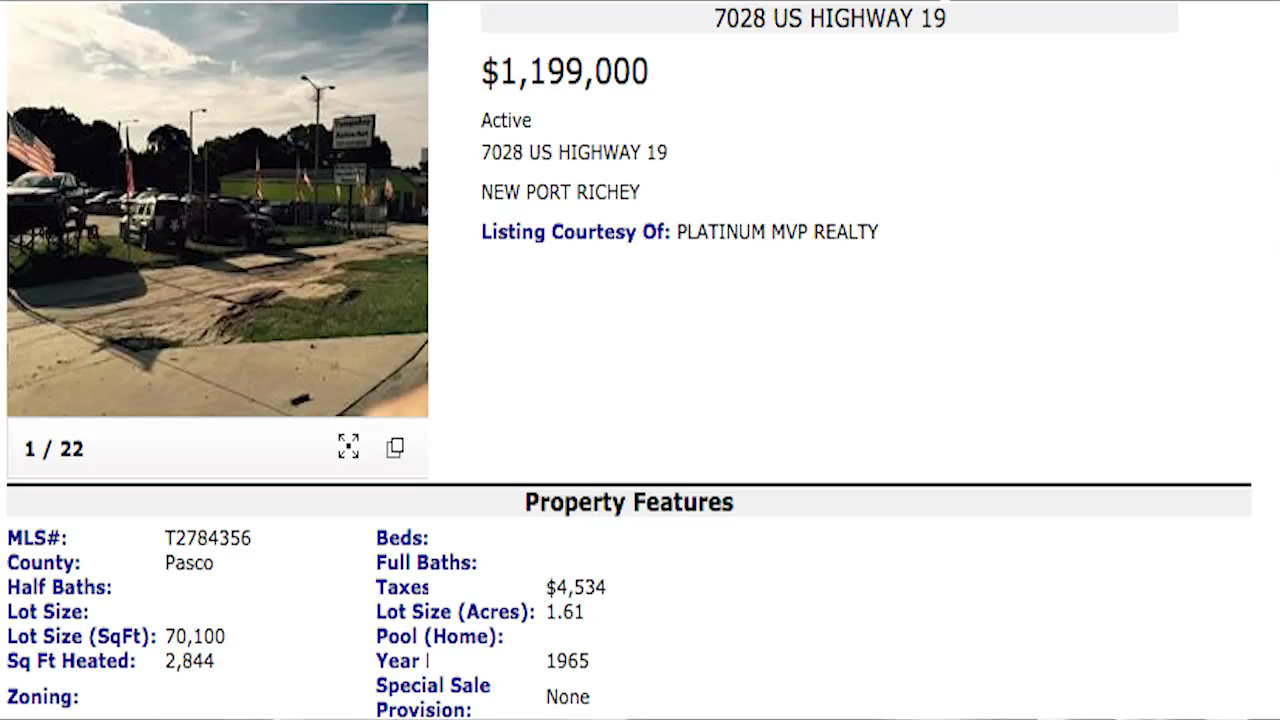 7028 US HIGHWAY 19
$1,199,000
Active
7028 US HIGHWAY 19
NEW PORT RICHEY
Listing Courtesy Of: PLATINUM MVP REALTY
1 / 22
Property Features
MLS#: T2784356 Beds:
County: Pasco Full Baths:
Half Baths: Taxes $4,534
Lot Size: Lot Size (Acres): 1.61
Lot Size (SqFt): 70,100 Pool (Home):
Sq Ft Heated: 2,844 Year 1965
Zoning: Special Sale Provision: None